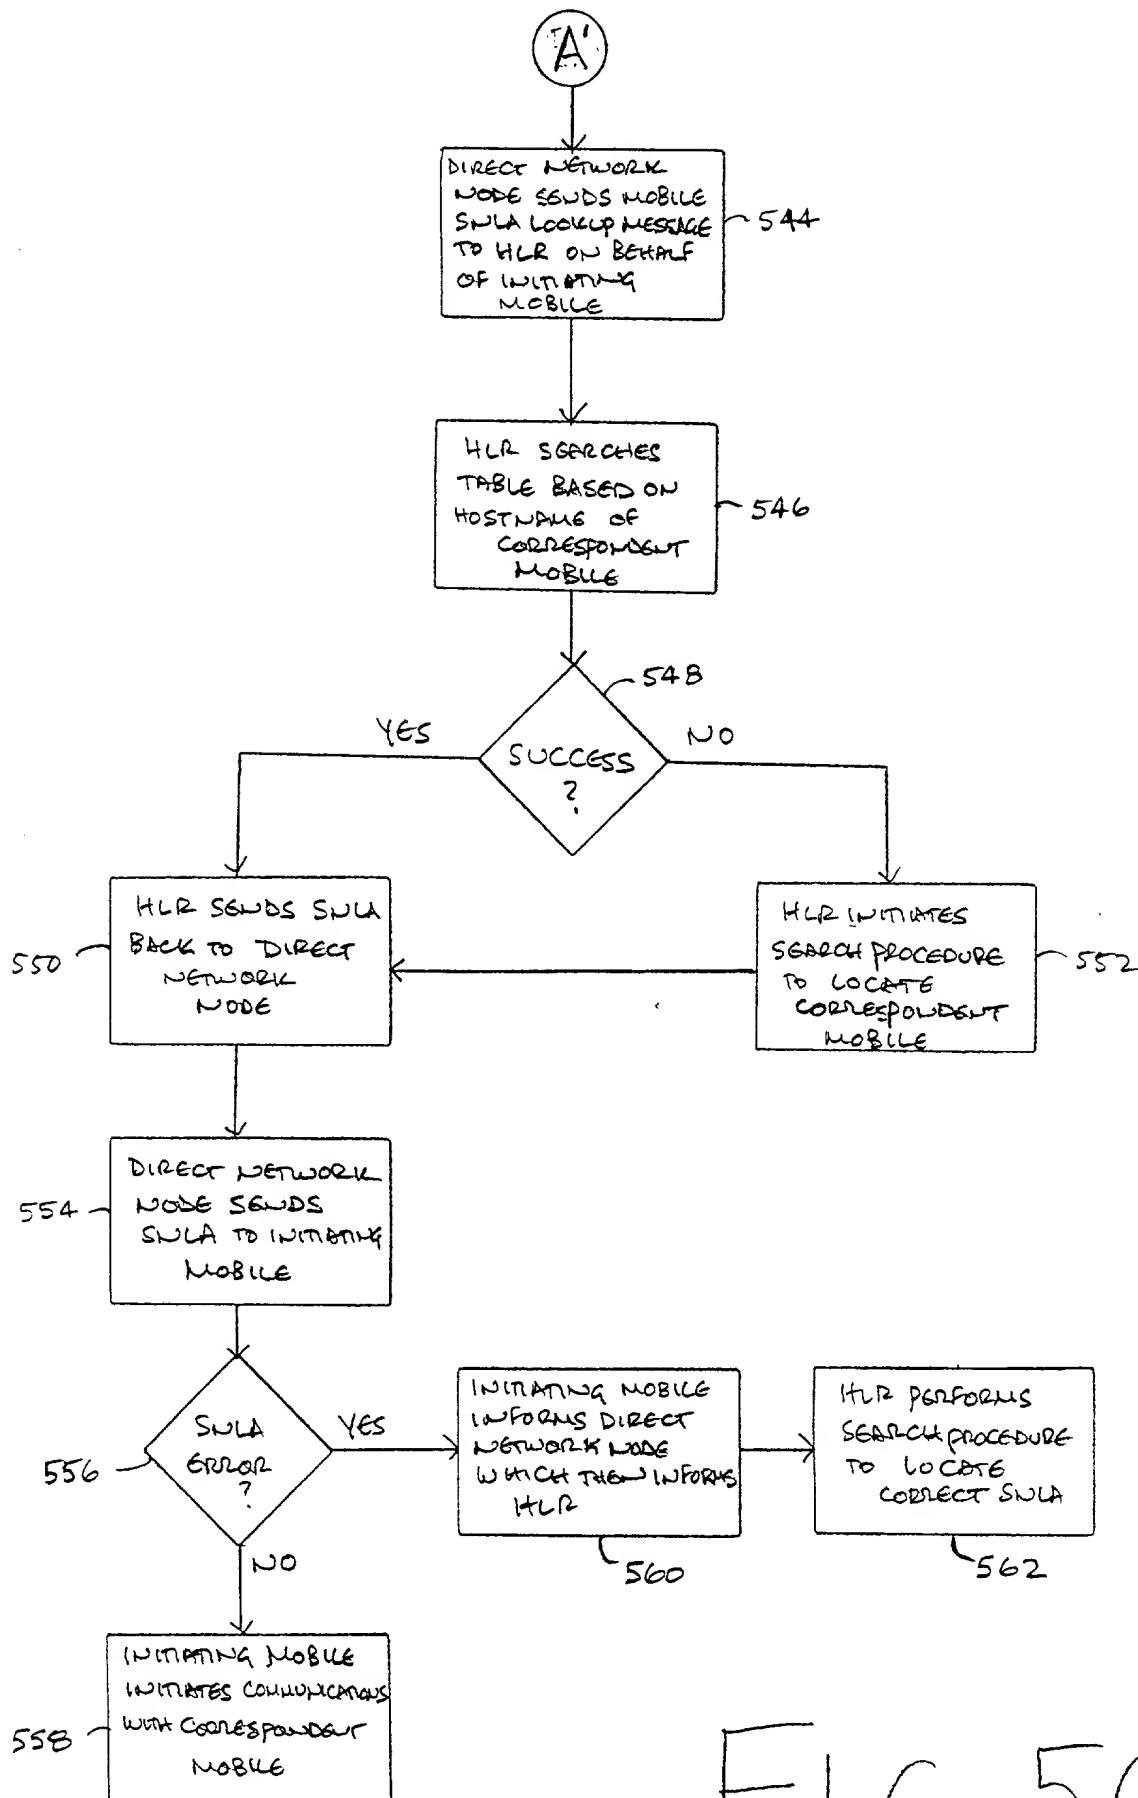 A'
DIRECT NETWORK
NODE SENDS MOBILE
SNLA LOOKUP MESSAGE
TO HLR ON BEHALF
OF INITIATING
MOBILE
544
HLR SEARCHES
TABLE BASED ON
HOSTNAME OF
CORRESPONDENT
MOBILE
546
548
YES
SUCCESS
?
NO
HLR SENDS SNLA
BACK TO DIRECT
NETWORK
NODE
550
HLR INITIATES
SEARCH PROCEDURE
TO LOCATE
CORRESPONDENT
MOBILE
552
DIRECT NETWORK
NODE SENDS
SNLA TO INITIATING
MOBILE
554
SNLA
ERROR
?
556
YES
INITIATING MOBILE
INFORMS DIRECT
NETWORK NODE
WHICH THEN INFORMS
HLR
560
HLR PERFORMS
SEARCH PROCEDURE
TO LOCATE
CORRECT SNLA
562
NO
INITIATING MOBILE
INITIATES COMMUNICATIONS
WITH CORRESPONDENT
MOBILE
558